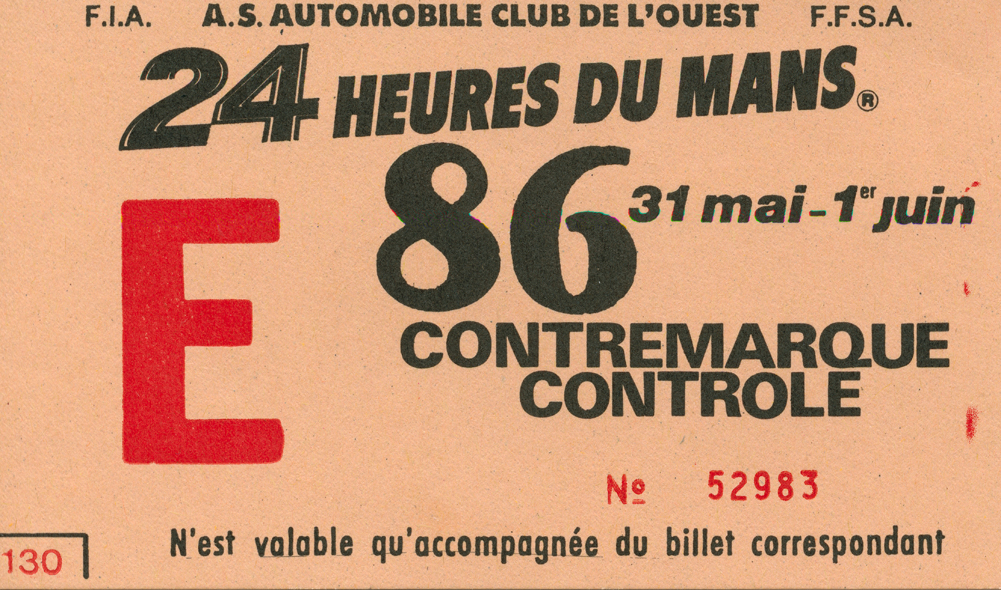 F.I.A. A.S. AUTOMOBILE CLUB DE L'OUEST F.F.S.A.
24 HEURES DU MANS®
86 31 mai-1er juin
E
CONTREMARQUE
CONTROLE
Nº 52983
N'est valable qu'accompagnée du billet correspondant
130